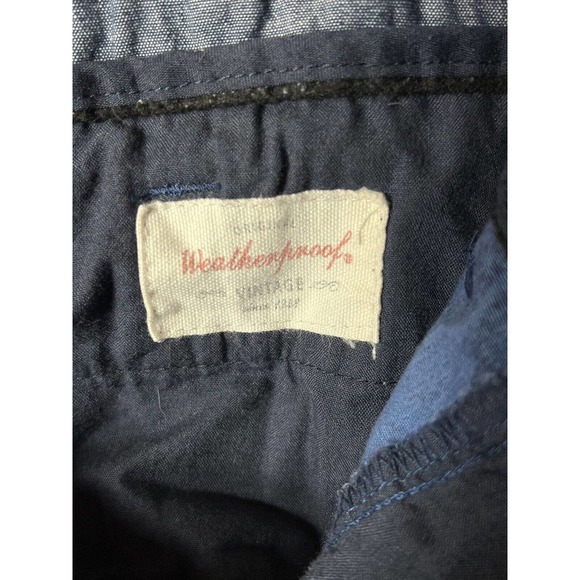 ORIGINAL
Weatherproof®
VINTAGE
since 1948